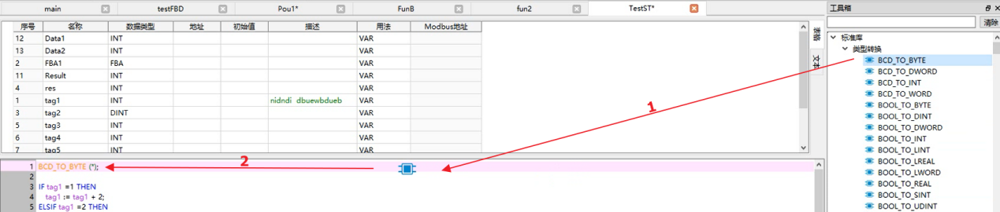 main testFBD Pou1* FunB fun2 TestST* 工具箱
清除
序号 名称 数据类型 地址 初始值 描述 用法 Modbus地址
12 Data1 INT VAR
13 Data2 INT VAR
2 FBA1 FBA VAR
11 Result INT VAR
4 res INT VAR
1 tag1 INT nidndi dbuewbdueb VAR
3 tag2 DINT VAR
5 tag3 INT VAR
6 tag4 INT VAR
7 tag5 INT VAR
表格
文本
标准库
类型转换
BCD_TO_BYTE
BCD_TO_DWORD
BCD_TO_INT
BCD_TO_WORD
BOOL_TO_BYTE
BOOL_TO_DINT
BOOL_TO_DWORD
BOOL_TO_INT
BOOL_TO_LINT
BOOL_TO_LREAL
BOOL_TO_LWORD
BOOL_TO_REAL
BOOL_TO_SINT
BOOL_TO_UDINT
1
2
1 BCD_TO_BYTE (*);
2
3 IF tag1 =1 THEN
4 tag1 := tag1 + 2;
5 ELSIF tag1 =2 THEN